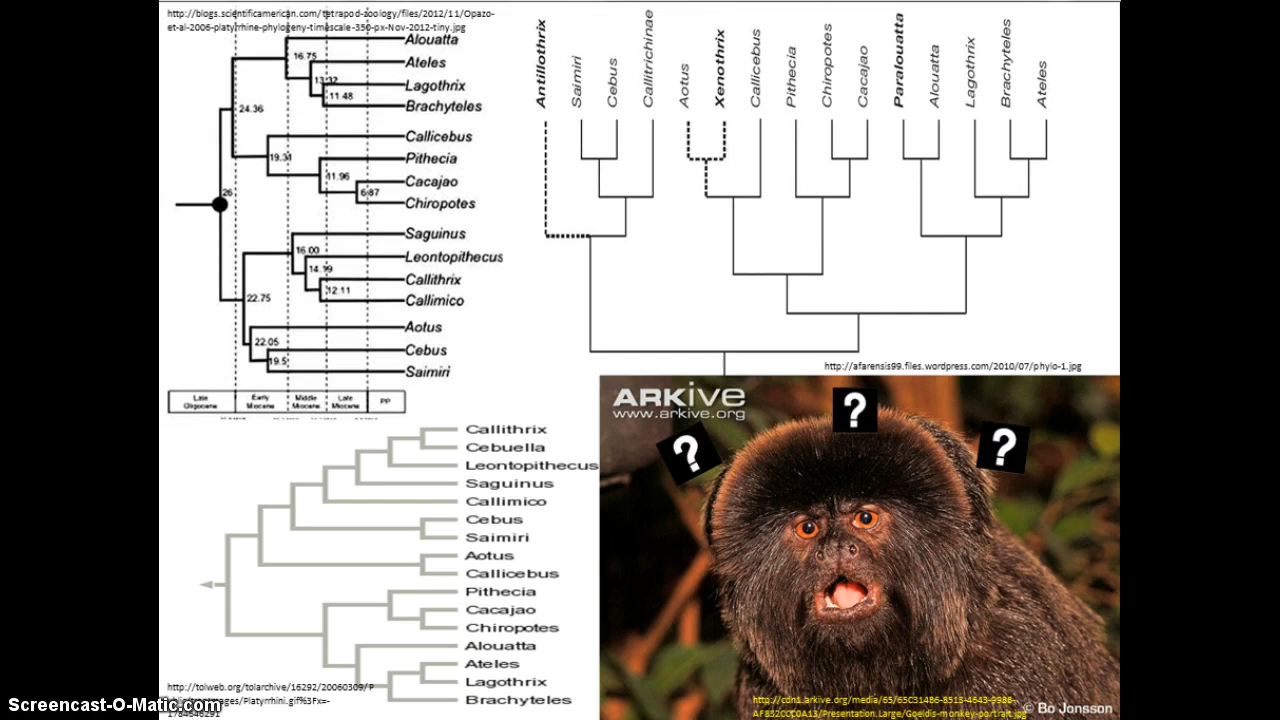 http://blogs.scientificamerican.com/tetrapod-zoology/files/2012/11/Opazo-
et-al-2006-platyrrhine-phylogeny-timescale-350-px-Nov-2012-tiny.jpg
Alouatta
16.75
Ateles
13.32
Lagothrix
11.48
Brachyteles
24.36
Callicebus
19.31
Pithecia
11.96
Cacajao
6.87
Chiropotes
26
Saguinus
16.00
Leontopithecus
14.19
Callithrix
12.11
Callimico
22.75
Aotus
22.05
Cebus
19.5
Saimiri
Late Oligocene
Early Miocene
Middle Miocene
Late Miocene
PP
Antillothrix
Saimiri
Cebus
Callitrichinae
Aotus
Xenothrix
Callicebus
Pithecia
Chiropotes
Cacajao
Paralouatta
Alouatta
Lagothrix
Brachyteles
Ateles
http://afarensis99.files.wordpress.com/2010/07/phylo-1.jpg
Callithrix
Cebuella
Leontopithecus
Saguinus
Callimico
Cebus
Saimiri
Aotus
Callicebus
Pithecia
Cacajao
Chiropotes
Alouatta
Ateles
Lagothrix
Brachyteles
http://tolweb.org/tolarchive/16292/20060309/P
ARKive
www.arkive.org
?
?
?
© Bo Jonsson
Screencast-O-Matic.com